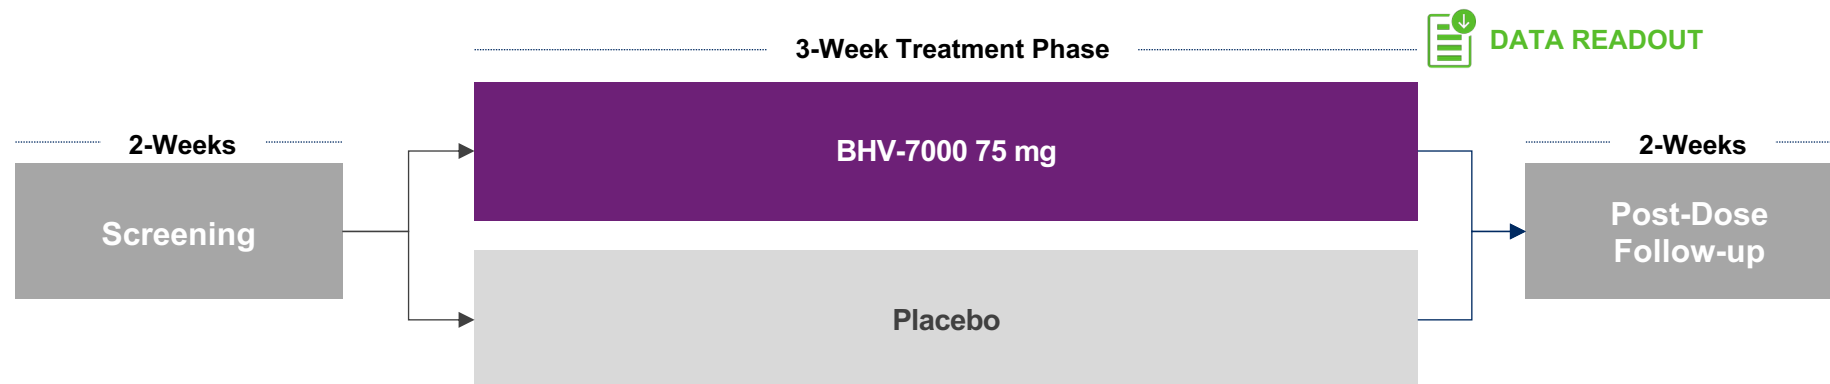 3-Week Treatment Phase
DATA READOUT
2-Weeks
Screening
BHV-7000 75 mg
Placebo
2-Weeks
Post-Dose
Follow-up